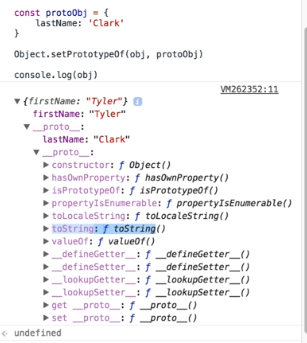 const protoObj = {
lastName: 'Clark'
}
Object.setPrototypeOf(obj, protoObj)
console.log(obj)
VM262352:11
▼{firstName: "Tyler"} i
firstName: "Tyler"
▼__proto__:
lastName: "Clark"
▼__proto__:
▶constructor: ƒ Object()
▶hasOwnProperty: ƒ hasOwnProperty()
▶isPrototypeOf: ƒ isPrototypeOf()
▶propertyIsEnumerable: ƒ propertyIsEnumerable()
▶toLocaleString: ƒ toLocaleString()
▶toString: ƒ toString()
▶valueOf: ƒ valueOf()
▶__defineGetter__: ƒ __defineGetter__()
▶__defineSetter__: ƒ __defineSetter__()
▶__lookupGetter__: ƒ __lookupGetter__()
▶__lookupSetter__: ƒ __lookupSetter__()
▶get __proto__: ƒ __proto__()
▶set __proto__: ƒ __proto__()
undefined